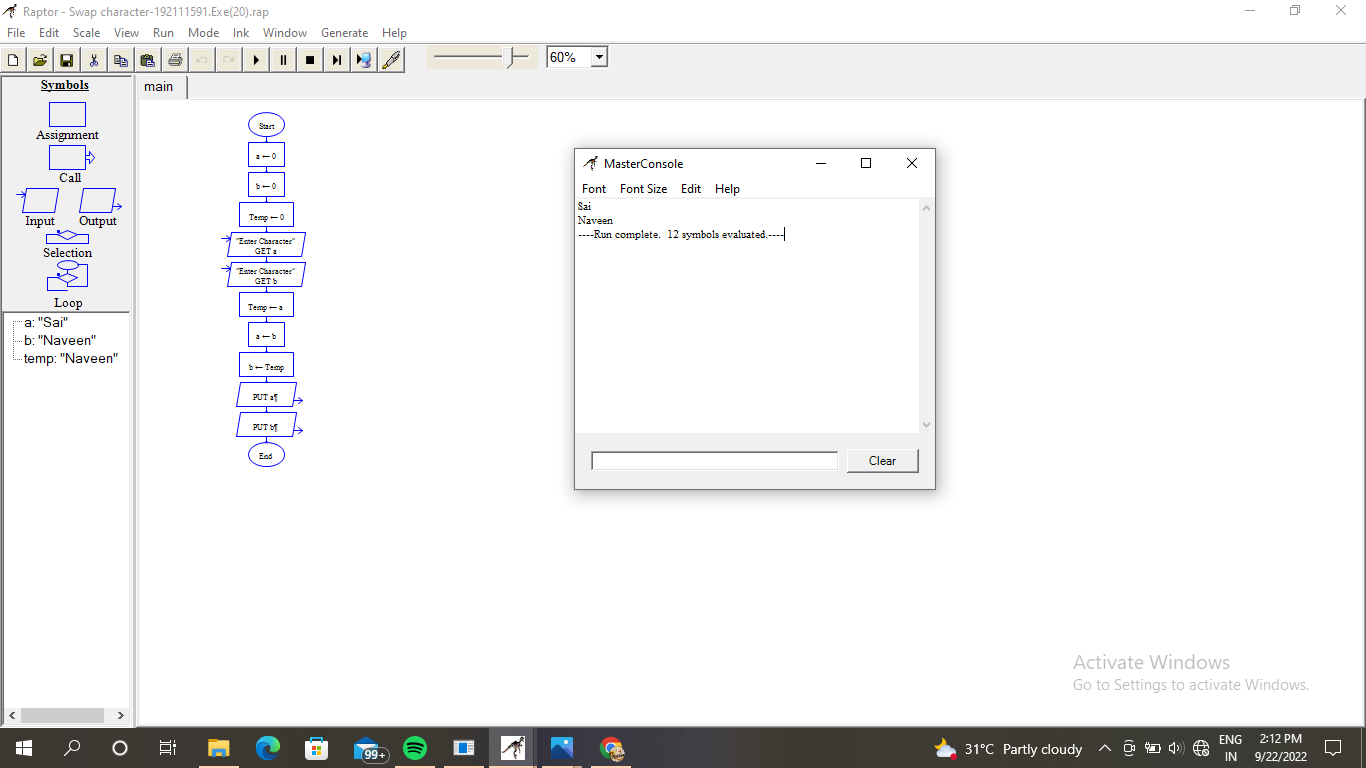 Raptor - Swap character-192111591.Exe(20).rap
File Edit Scale View Run Mode Ink Window Generate Help
60%
Symbols
Assignment
Call
Input Output
Selection
Loop
a: "Sai"
b: "Naveen"
temp: "Naveen"
main
Start
a ← 0
b ← 0
Temp ← 0
"Enter Character"
GET a
"Enter Character"
GET b
Temp ← a
a ← b
b ← Temp
PUT a¶
PUT b¶
End
MasterConsole
Font Font Size Edit Help
Sai
Naveen
----Run complete. 12 symbols evaluated.----
Clear
Activate Windows
Go to Settings to activate Windows.
99+
31°C Partly cloudy
ENG
IN
2:12 PM
9/22/2022